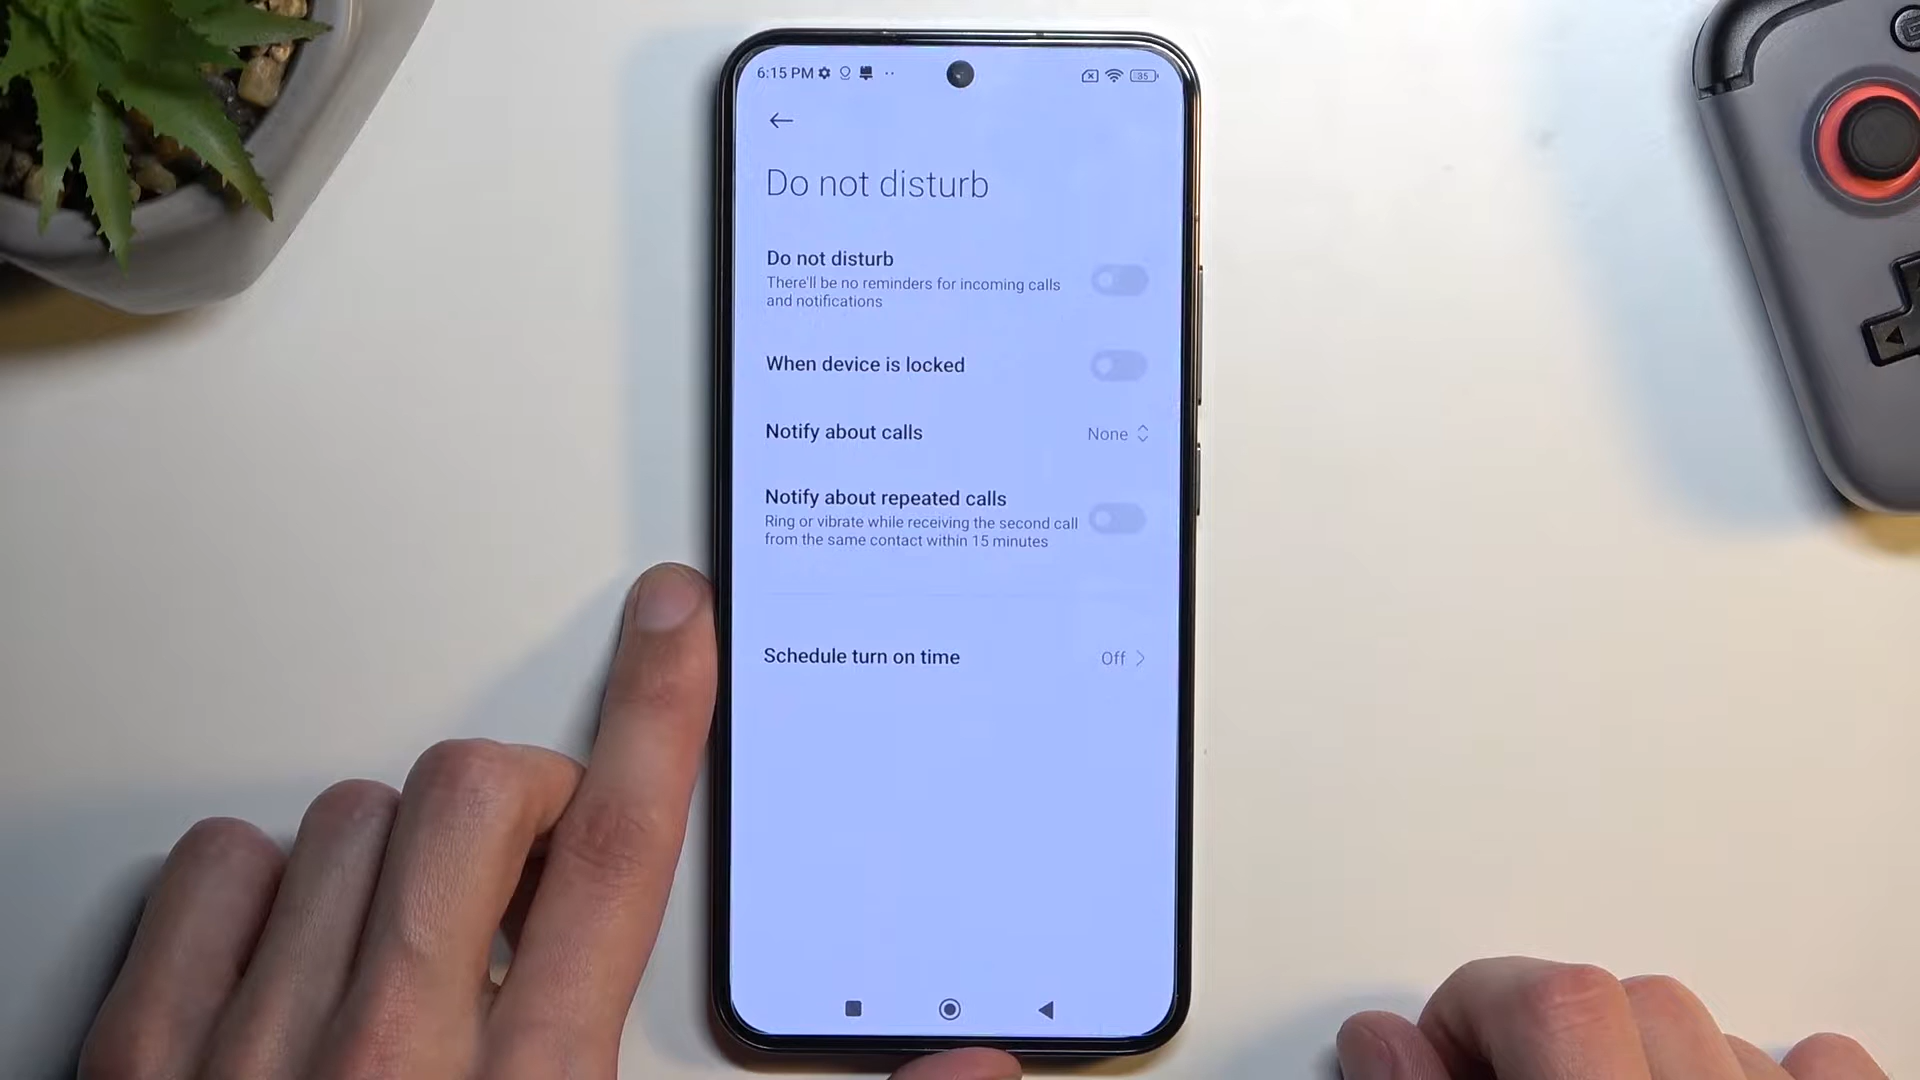 6:15 PM
35
Do not disturb
Do not disturb
There'll be no reminders for incoming calls
and notifications
When device is locked
Notify about calls
None
Notify about repeated calls
Ring or vibrate while receiving the second call
from the same contact within 15 minutes
Schedule turn on time
Off